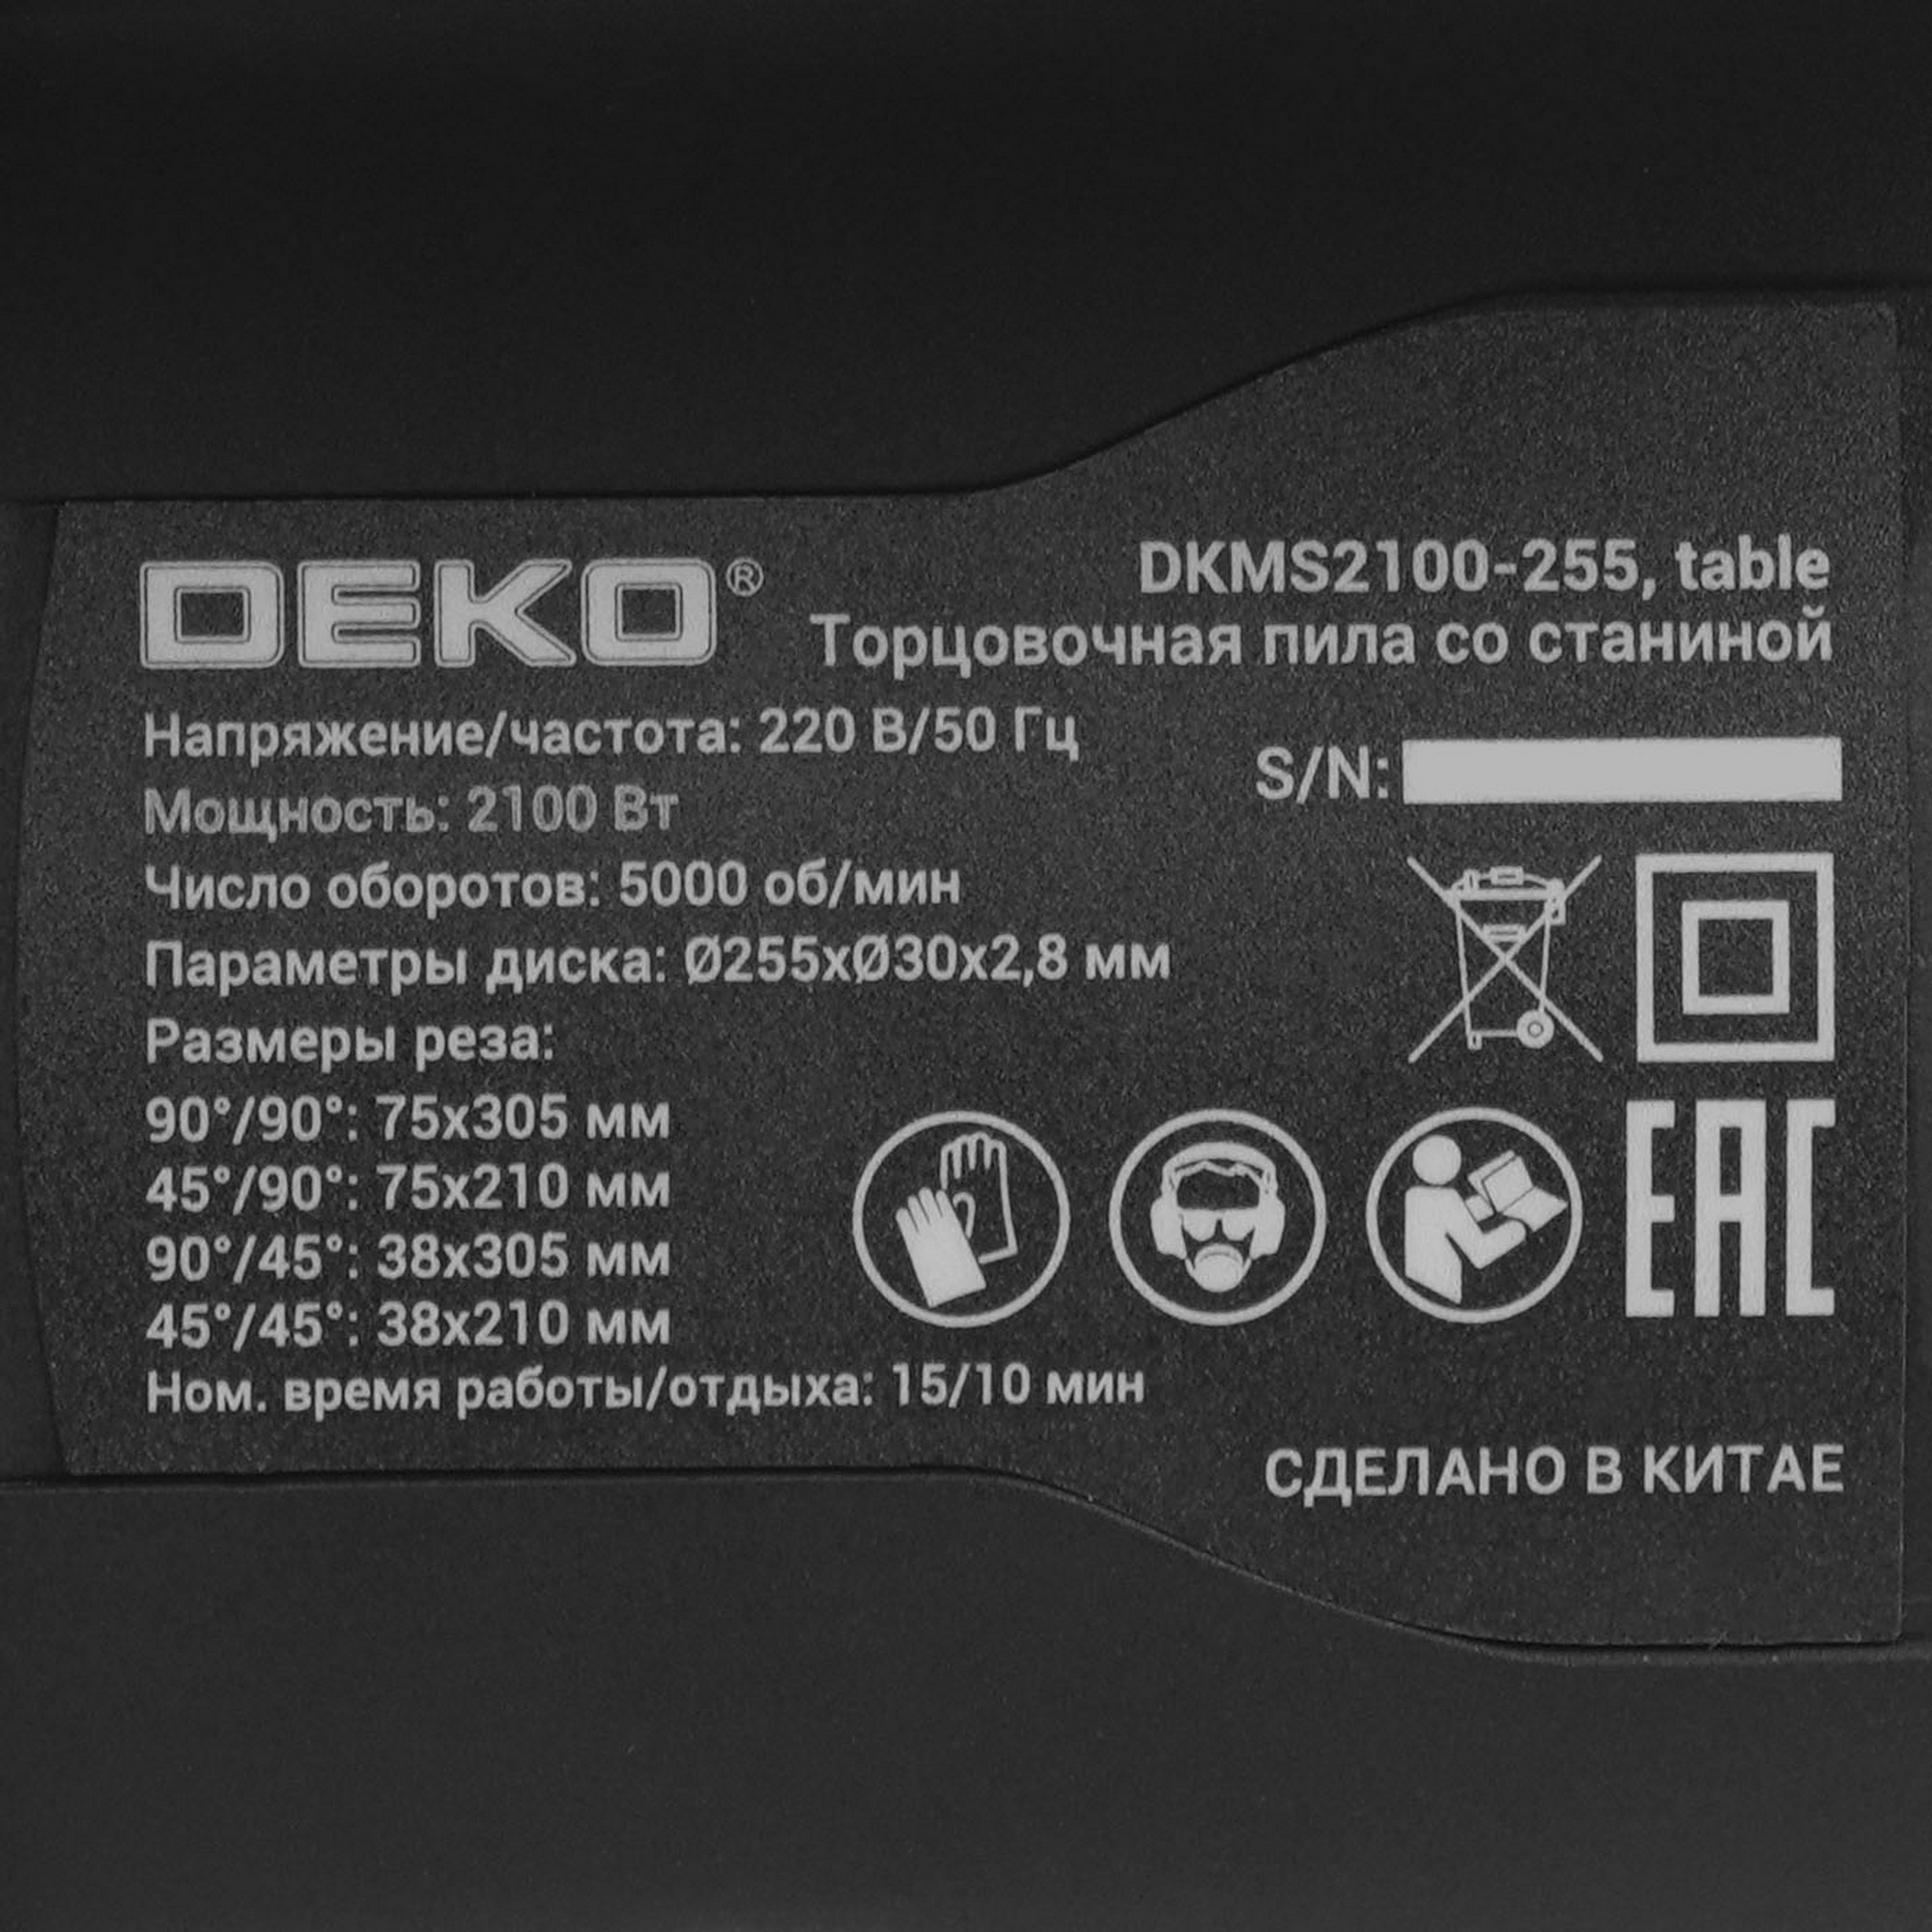 DEKO®
DKMS2100-255, table
Торцовочная пила со станиной
Напряжение/частота: 220 В/50 Гц
S/N:
Мощность: 2100 Вт
Число оборотов: 5000 об/мин
Параметры диска: Ø255xØ30x2,8 мм
Размеры реза:
90°/90°: 75x305 мм
45°/90°: 75x210 мм
90°/45°: 38x305 мм
45°/45°: 38x210 мм
EAC
Ном. время работы/отдыха: 15/10 мин
СДЕЛАНО В КИТАЕ